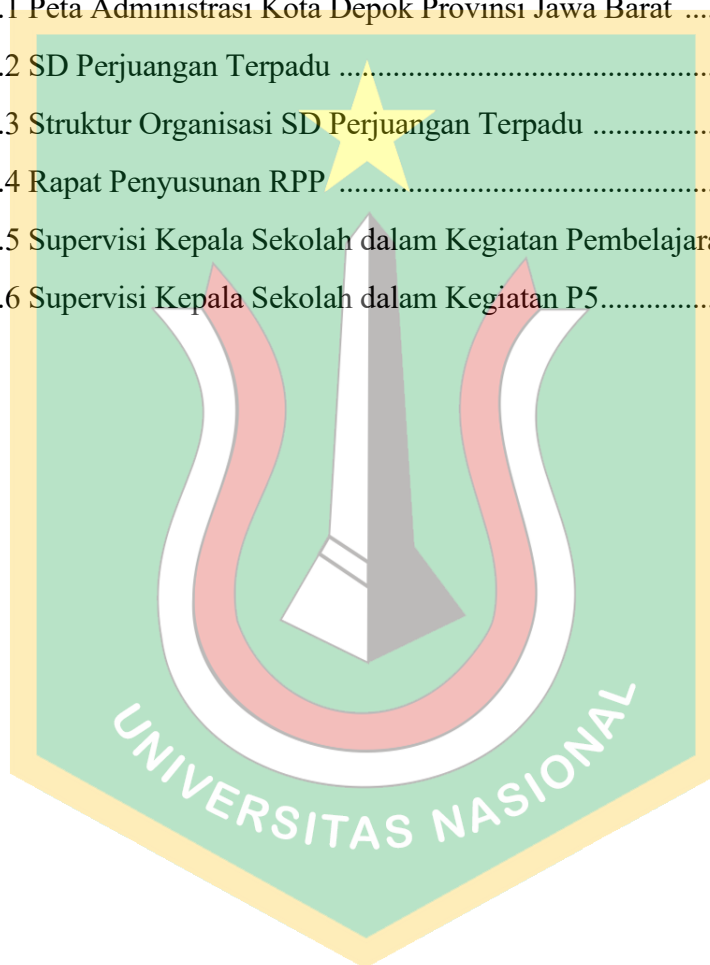 .1 Peta Administrasi Kota Depok Provinsi Jawa Barat ....
.2 SD Perjuangan Terpadu ..................................................
.3 Struktur Organisasi SD Perjuangan Terpadu ................
.4 Rapat Penyusunan RPP ..................................................
.5 Supervisi Kepala Sekolah dalam Kegiatan Pembelajara
.6 Supervisi Kepala Sekolah dalam Kegiatan P5...............
UNIVERSITAS NASIONAL